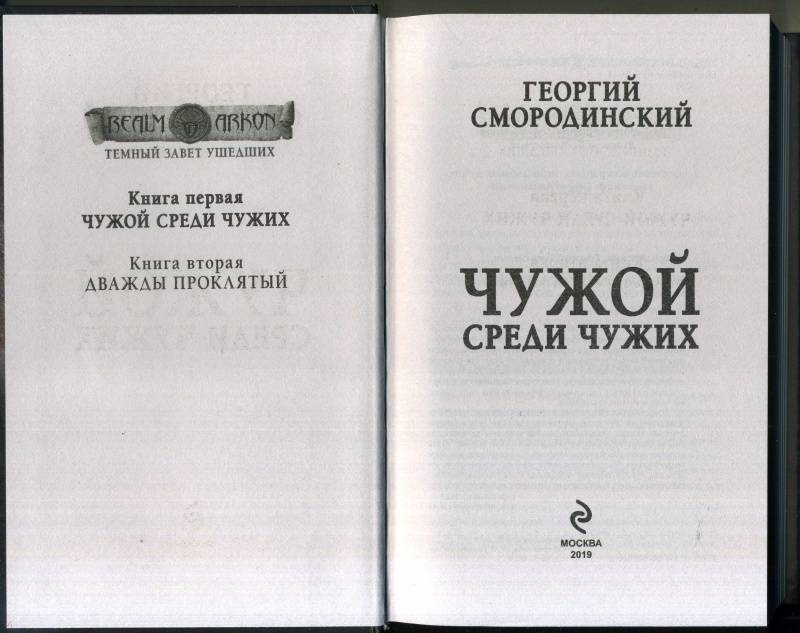 REALM ARKON
ТЕМНЫЙ ЗАВЕТ УШЕДШИХ
Книга первая
ЧУЖОЙ СРЕДИ ЧУЖИХ
Книга вторая
ДВАЖДЫ ПРОКЛЯТЫЙ
ГЕОРГИЙ
СМОРОДИНСКИЙ
ЧУЖОЙ
СРЕДИ ЧУЖИХ
МОСКВА
2019